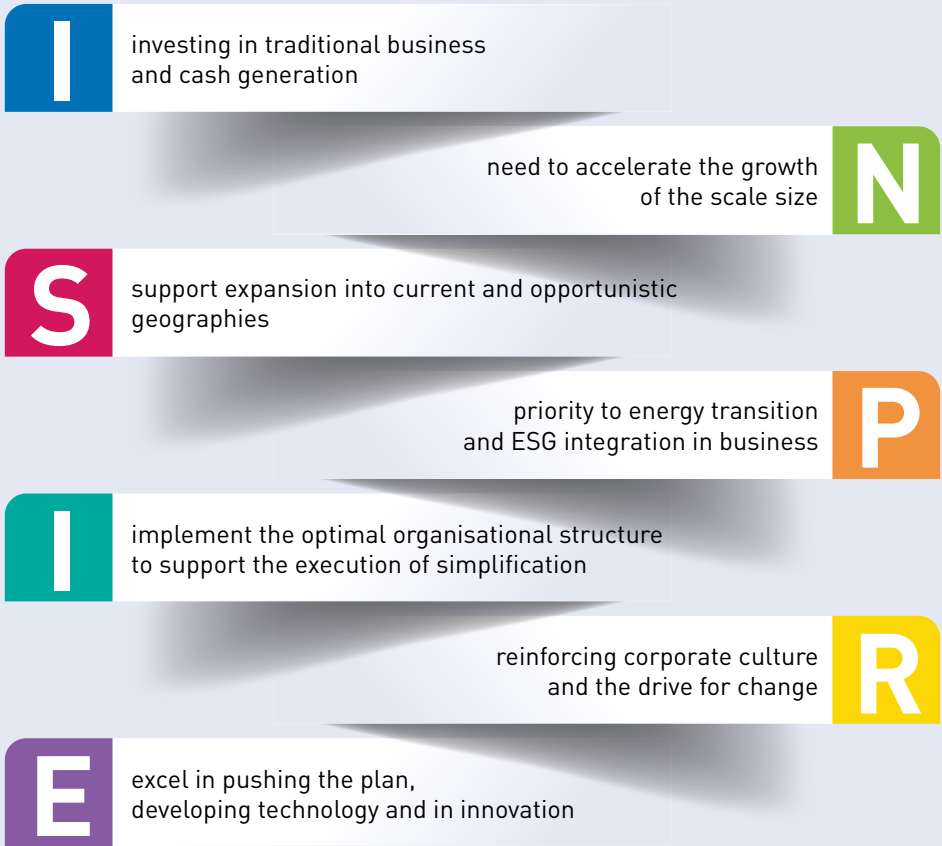 I
investing in traditional business
and cash generation
need to accelerate the growth
of the scale size
N
S
support expansion into current and opportunistic
geographies
priority to energy transition
and ESG integration in business
P
I
implement the optimal organisational structure
to support the execution of simplification
reinforcing corporate culture
and the drive for change
R
E
excel in pushing the plan,
developing technology and in innovation